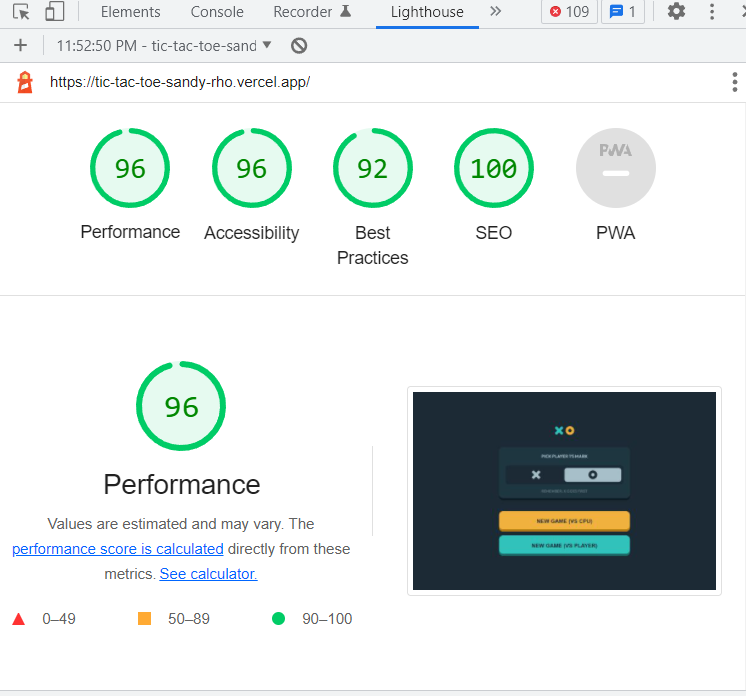 Elements Console Recorder Lighthouse 109 1
11:52:50 PM - tic-tac-toe-sand
https://tic-tac-toe-sandy-rho.vercel.app/
96 96 92 100 PWA
Performance Accessibility Best Practices SEO PWA
96
Performance
Values are estimated and may vary. The
performance score is calculated directly from these
metrics. See calculator.
0–49 50–89 90–100
PICK PLAYER 1'S MARK
NEW GAME (VS CPU)
NEW GAME (VS PLAYER)